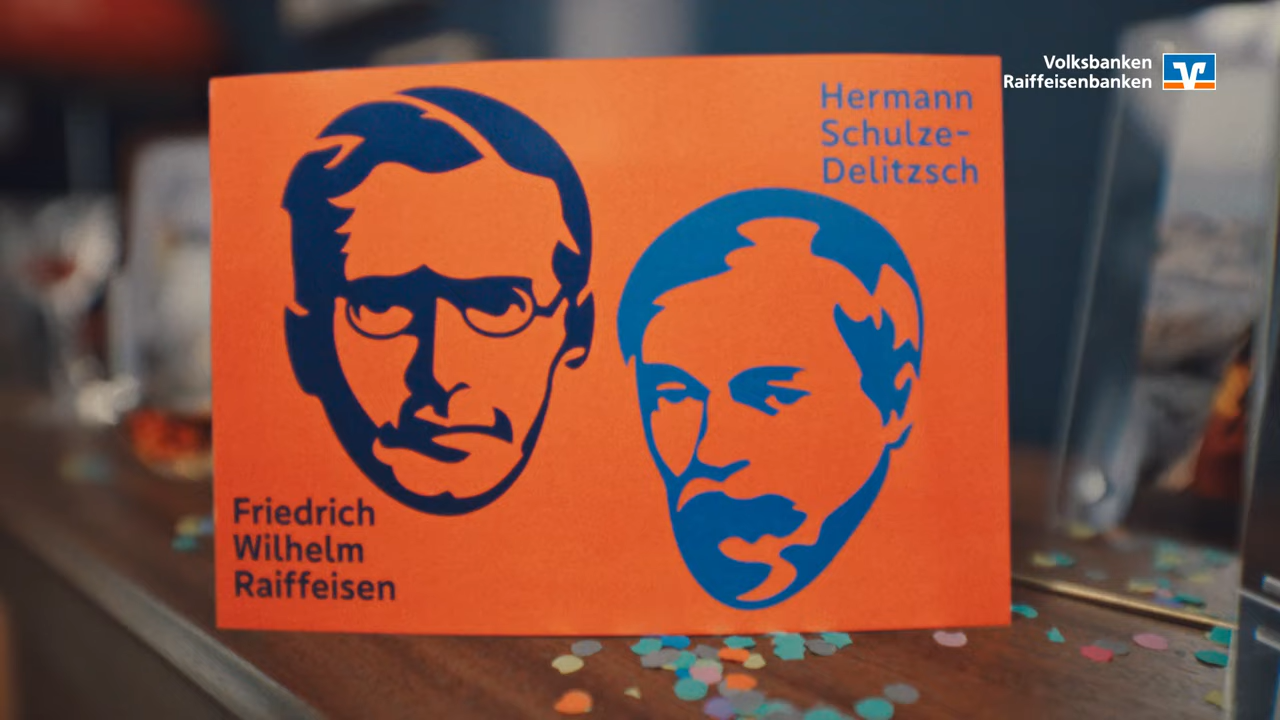 Volksbanken
Raiffeisenbanken
Hermann
Schulze-
Delitzsch
Friedrich
Wilhelm
Raiffeisen